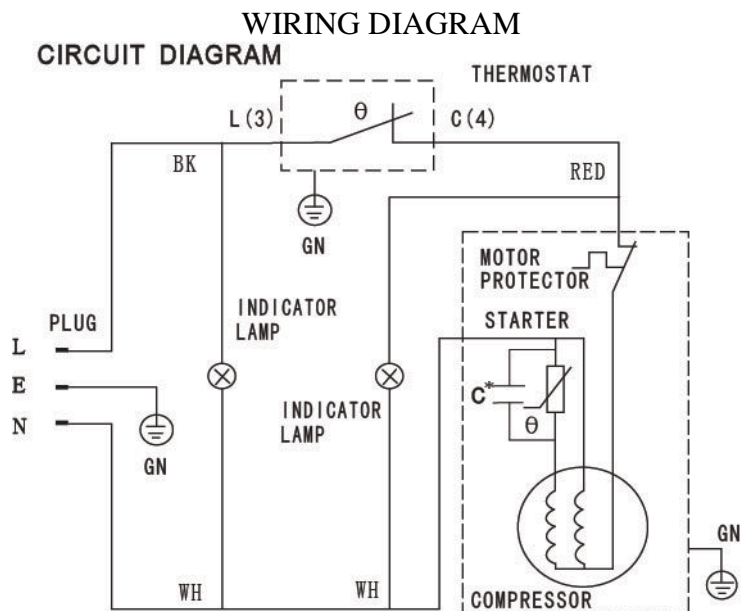 WIRING DIAGRAM
CIRCUIT DIAGRAM
THERMOSTAT
L(3)
θ
C(4)
BK
RED
GN
MOTOR
PROTECTOR
INDICATOR
LAMP
PLUG
STARTER
L
E
C*
N
INDICATOR
LAMP
θ
GN
GN
WH
WH
COMPRESSOR